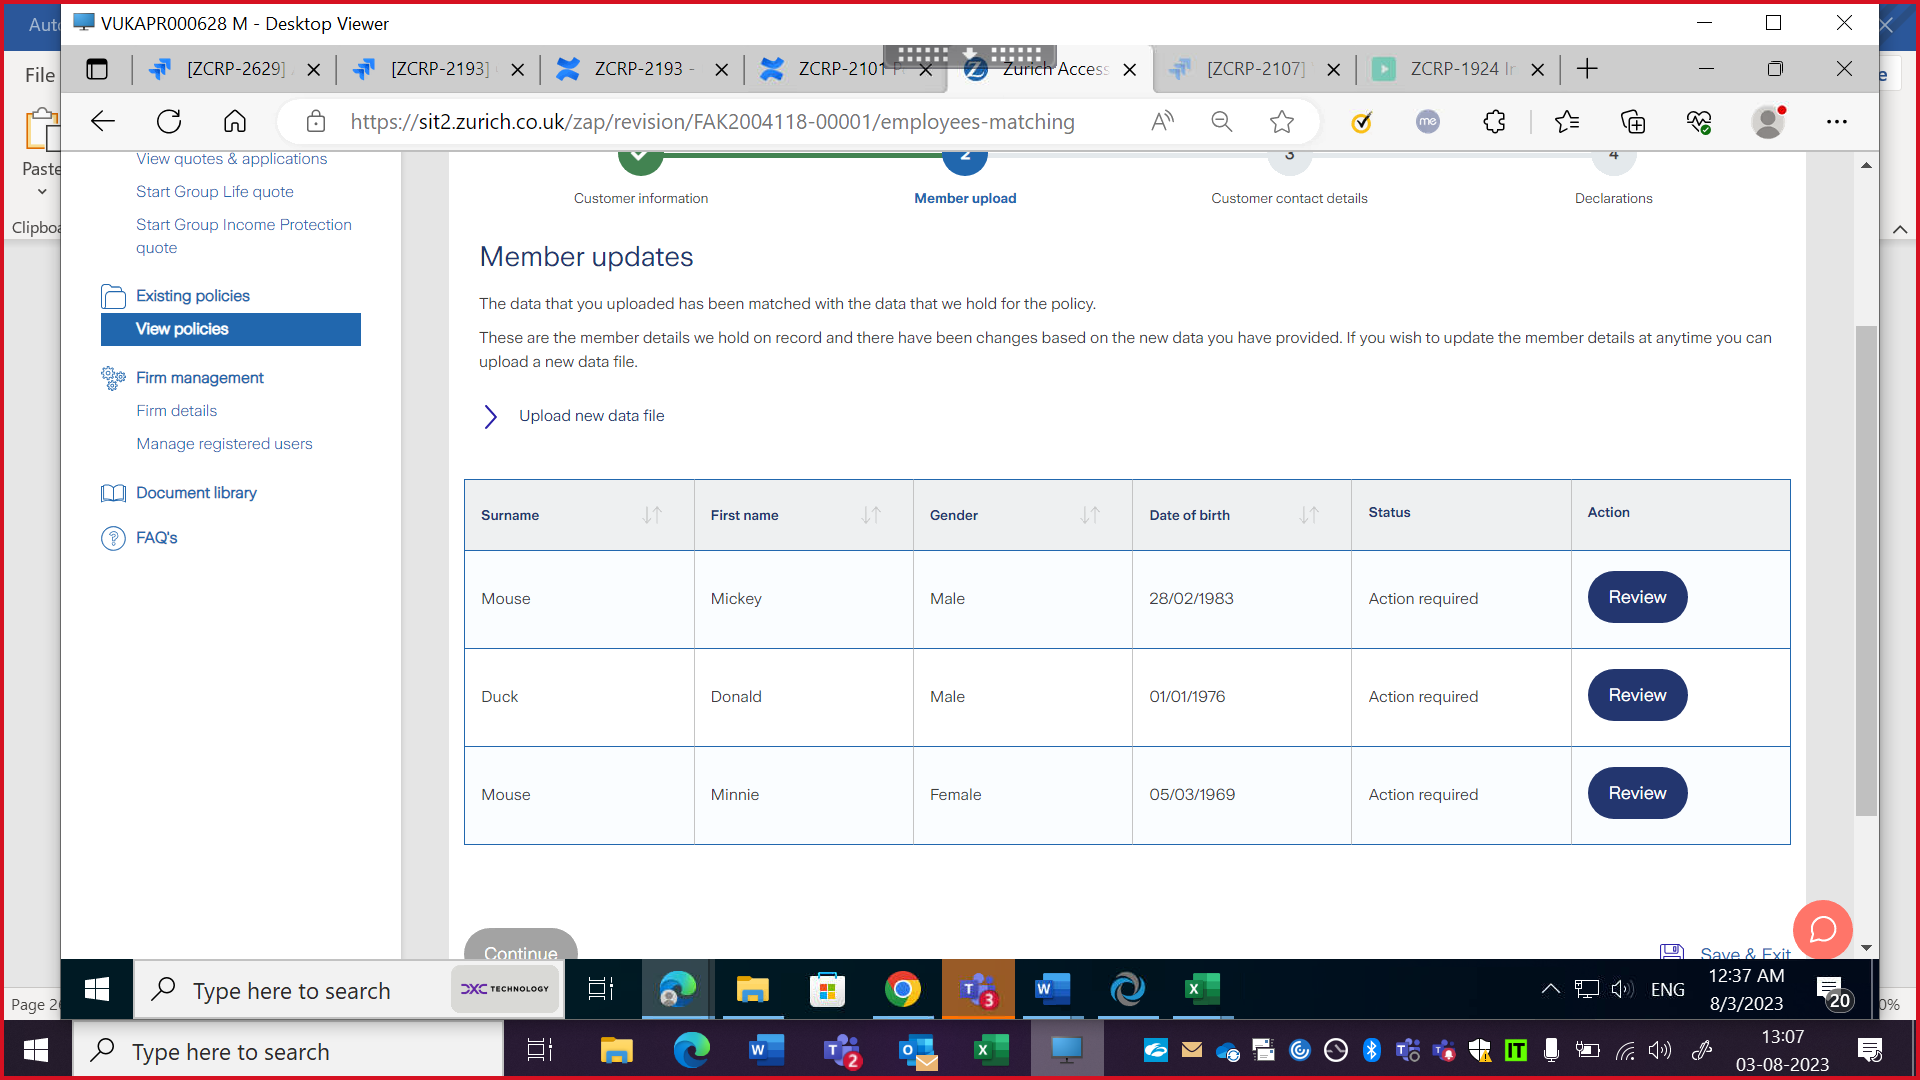 Auto
VUKAPR000628 M - Desktop Viewer
File
[ZCRP-2629]
[ZCRP-2193]
ZCRP-2193 -
ZCRP-2101
Zurich Access
[ZCRP-2107]
ZCRP-1924 In
https://sit2.zurich.co.uk/zap/revision/FAK2004118-00001/employees-matching
me
Paste
Clipboa
View quotes & applications
Start Group Life quote
Start Group Income Protection
quote
Existing policies
View policies
Firm management
Firm details
Manage registered users
Document library
FAQ's
2
3
4
Customer information
Member upload
Customer contact details
Declarations
Member updates
The data that you uploaded has been matched with the data that we hold for the policy.
These are the member details we hold on record and there have been changes based on the new data you have provided. If you wish to update the member details at anytime you can
upload a new data file.
Upload new data file
Surname First name Gender Date of birth Status Action
Mouse Mickey Male 28/02/1983 Action required Review
Duck Donald Male 01/01/1976 Action required Review
Mouse Minnie Female 05/03/1969 Action required Review
Continue
Save & Exit
Page 2
0%
Type here to search
DXC TECHNOLOGY
3
ENG
12:37 AM
8/3/2023
20
Type here to search
2
IT
13:07
03-08-2023